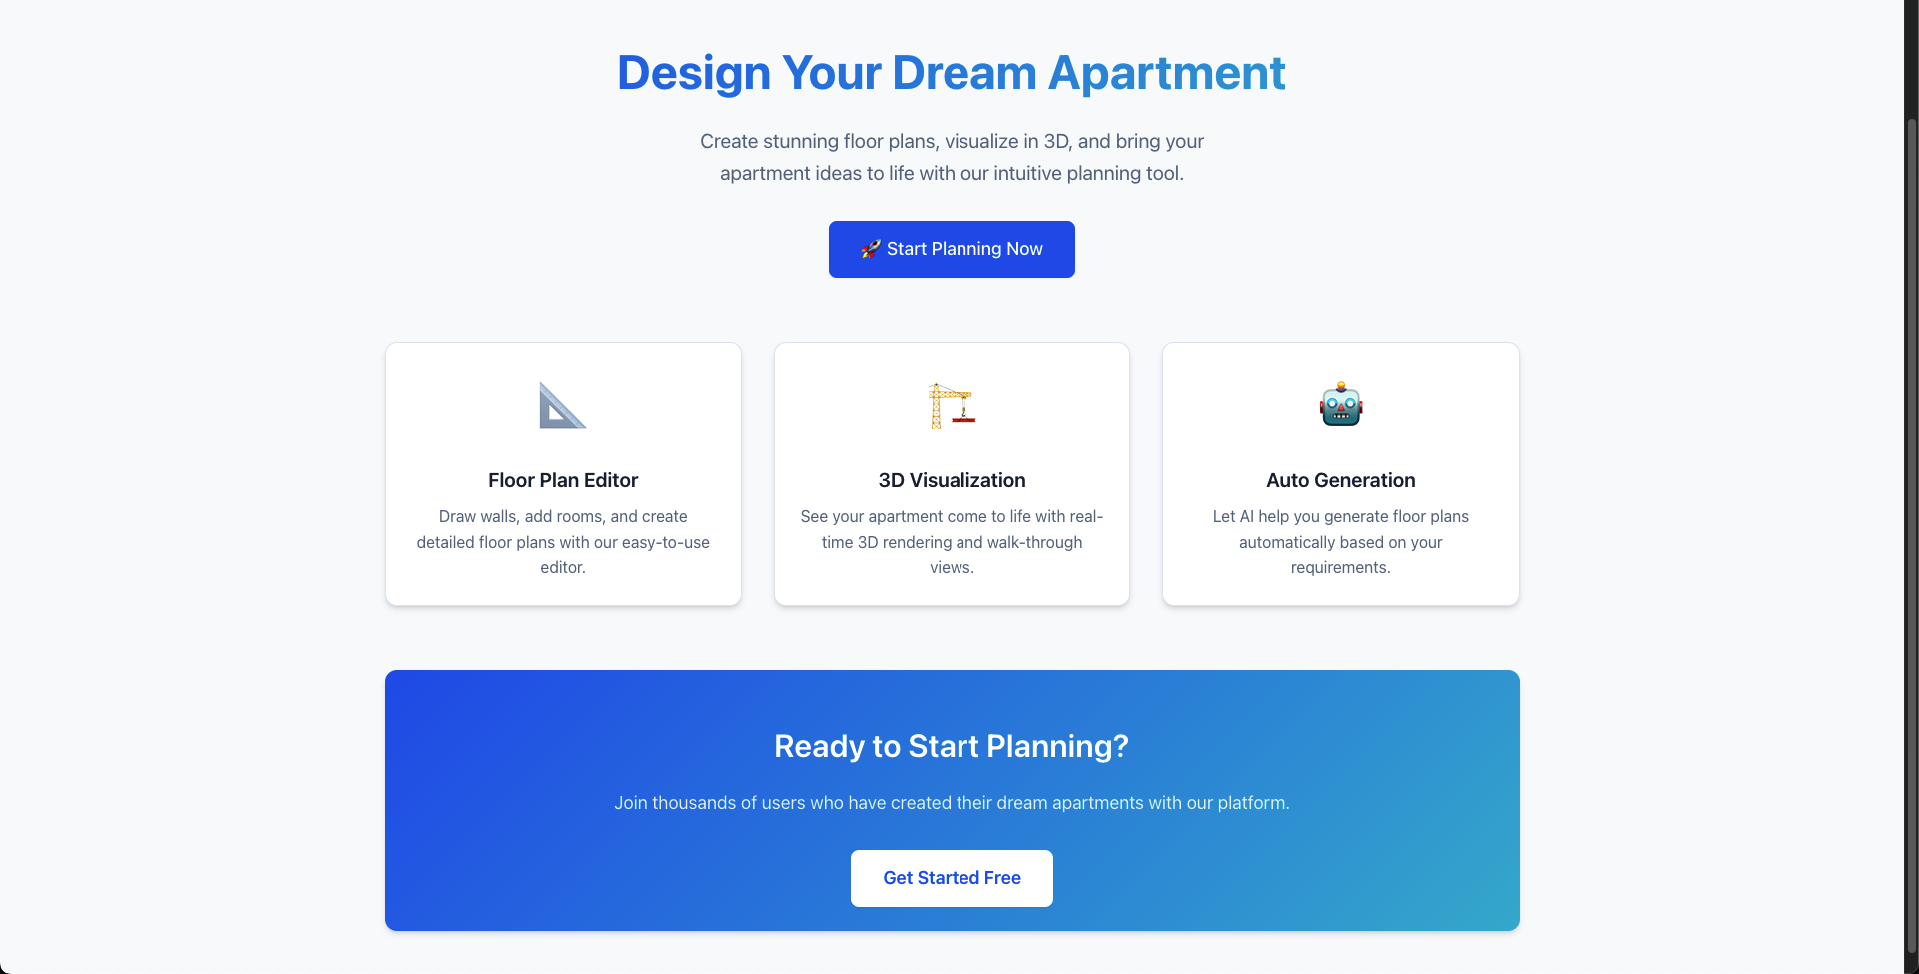 Design Your Dream Apartment
Create stunning floor plans, visualize in 3D, and bring your
apartment ideas to life with our intuitive planning tool.
🚀 Start Planning Now
Floor Plan Editor
Draw walls, add rooms, and create
detailed floor plans with our easy-to-use
editor.
3D Visualization
See your apartment come to life with real-
time 3D rendering and walk-through
views.
Auto Generation
Let AI help you generate floor plans
automatically based on your
requirements.
Ready to Start Planning?
Join thousands of users who have created their dream apartments with our platform.
Get Started Free